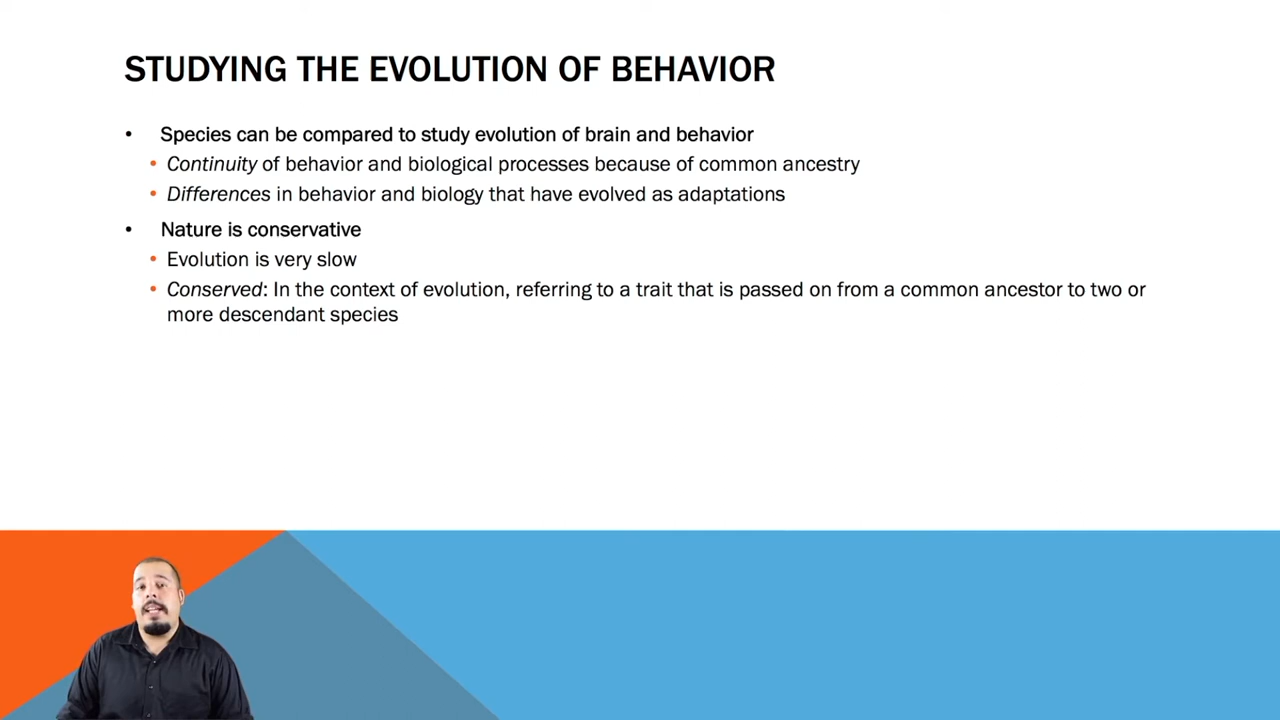 STUDYING THE EVOLUTION OF BEHAVIOR
• Species can be compared to study evolution of brain and behavior
• Continuity of behavior and biological processes because of common ancestry
• Differences in behavior and biology that have evolved as adaptations
• Nature is conservative
• Evolution is very slow
• Conserved: In the context of evolution, referring to a trait that is passed on from a common ancestor to two or
more descendant species